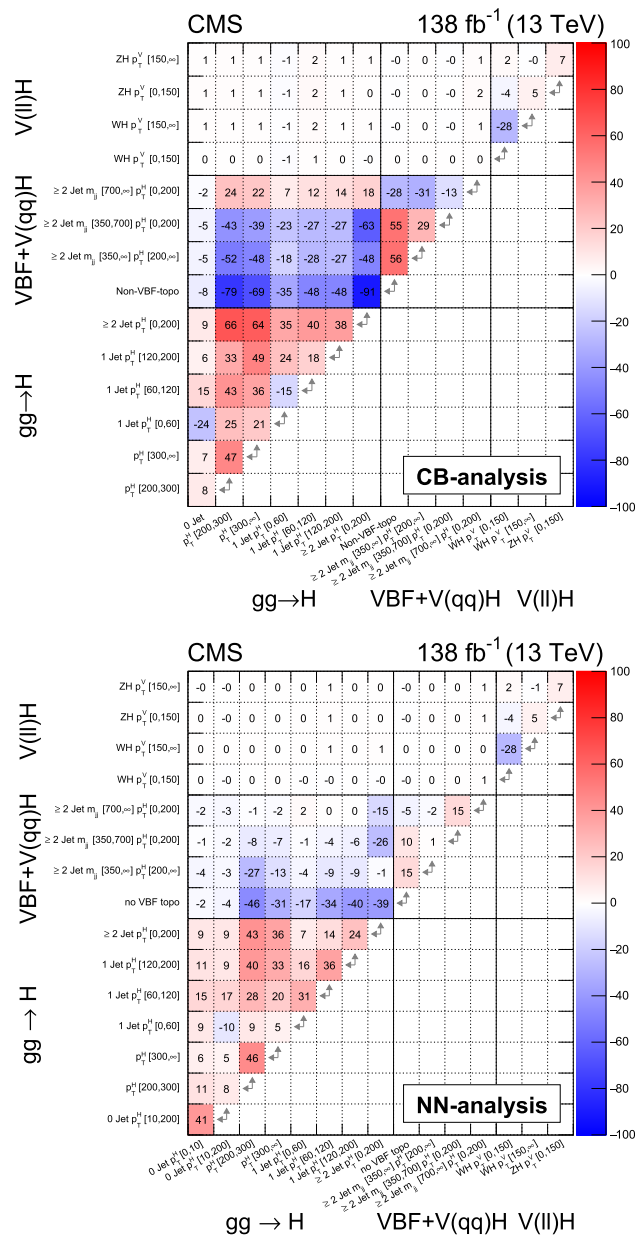 CMS 138 fb⁻¹ (13 TeV)
ZH p_T^V [150,∞] 1 1 1 -1 2 1 1 -0 -0 0 1 2 -0 7
ZH p_T^V [0,150] 1 1 1 -1 2 1 1 -0 -0 0 2 -4 5
WH p_T^V [150,∞] 1 1 1 -1 2 1 1 -0 -0 0 1 -28
WH p_T^V [0,150] 0 0 0 -1 1 0 0 0 0 0 0
≥ 2 Jet m_jj [700,∞] p_T^H [0,200] -2 24 22 7 12 14 18 -28 -31 -13
≥ 2 Jet m_jj [350,700] p_T^H [0,200] -5 -43 -39 -23 -27 -27 -63 55 29
≥ 2 Jet m_jj [350,∞] p_T^H [200,∞] -5 -52 -48 -18 -28 -27 -48 56
Non-VBF-topo -8 -79 -69 -35 -48 -48 -91
≥ 2 Jet p_T^H [0,200] 9 66 64 35 40 38
1 Jet p_T^H [120,200] 6 33 49 24 18
1 Jet p_T^H [60,120] 15 43 36 -15
1 Jet p_T^H [0,60] -24 25 21
p_T^H [300,∞] 7 47
p_T^H [200,300] 8
V(ll)H
VBF+V(qq)H
gg→H
CB-analysis
100
80
60
40
20
0
-20
-40
-60
-80
-100
0 Jet
p_T^H [200,300]
p_T^H [300,∞]
1 Jet p_T^H [0,60]
1 Jet p_T^H [60,120]
1 Jet p_T^H [120,200]
≥ 2 Jet p_T^H [0,200]
Non-VBF-topo
≥ 2 Jet m_jj [350,∞] p_T^H [200,∞]
≥ 2 Jet m_jj [350,700] p_T^H [0,200]
≥ 2 Jet m_jj [700,∞] p_T^H [0,200]
WH p_T^V [0,150]
WH p_T^V [150,∞]
ZH p_T^V [0,150]
gg→H VBF+V(qq)H V(ll)H
CMS 138 fb⁻¹ (13 TeV)
ZH p_T^V [150,∞] -0 -0 0 0 0 1 0 0 -0 0 0 1 2 -1 7
ZH p_T^V [0,150] 0 -0 0 0 0 0 0 0 -0 0 0 1 -4 5
WH p_T^V [150,∞] 0 -0 0 0 0 1 0 1 -0 0 0 0 -28
WH p_T^V [0,150] -0 -0 0 0 -0 0 0 0 -0 0 0 1
≥ 2 Jet m_jj [700,∞] p_T^H [0,200] -2 -3 -1 -2 2 0 0 -15 -5 -2 15
≥ 2 Jet m_jj [350,700] p_T^H [0,200] -1 -2 -8 -7 -1 -4 -6 -26 10 1
≥ 2 Jet m_jj [350,∞] p_T^H [200,∞] -4 -3 -27 -13 -4 -9 -9 -1 15
no VBF topo -2 -4 -46 -31 -17 -34 -40 -39
≥ 2 Jet p_T^H [0,200] 9 9 43 36 7 14 24
1 Jet p_T^H [120,200] 11 9 40 33 16 36
1 Jet p_T^H [60,120] 15 17 28 20 31
1 Jet p_T^H [0,60] 9 -10 9 5
p_T^H [300,∞] 6 5 46
p_T^H [200,300] 11 8
0 Jet p_T^H [10,200] 41
V(ll)H
VBF+V(qq)H
gg → H
NN-analysis
100
80
60
40
20
0
-20
-40
-60
-80
-100
0 Jet p_T^H [0,10]
0 Jet p_T^H [10,200]
p_T^H [200,300]
p_T^H [300,∞]
1 Jet p_T^H [0,60]
1 Jet p_T^H [60,120]
1 Jet p_T^H [120,200]
≥ 2 Jet p_T^H [0,200]
no VBF topo
≥ 2 Jet m_jj [350,∞] p_T^H [200,∞]
≥ 2 Jet m_jj [350,700] p_T^H [0,200]
≥ 2 Jet m_jj [700,∞] p_T^H [0,200]
WH p_T^V [0,150]
WH p_T^V [150,∞]
ZH p_T^V [0,150]
gg → H VBF+V(qq)H V(ll)H